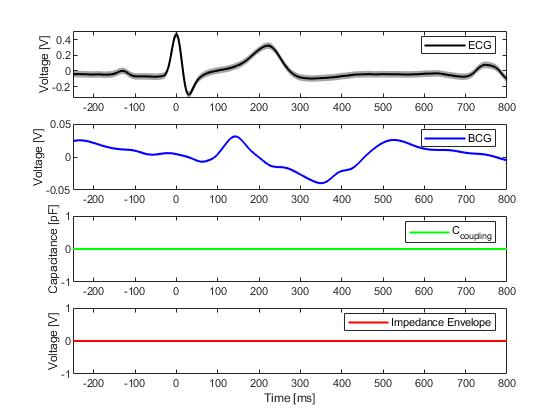 0.4
0.2
0
-0.2
Voltage [V]
ECG
-200 -100 0 100 200 300 400 500 600 700 800
0.05
0
-0.05
Voltage [V]
BCG
-200 -100 0 100 200 300 400 500 600 700 800
1
0
-1
Capacitance [pF]
C_coupling
-200 -100 0 100 200 300 400 500 600 700 800
1
0
-1
Voltage [V]
Impedance Envelope
-200 -100 0 100 200 300 400 500 600 700 800
Time [ms]